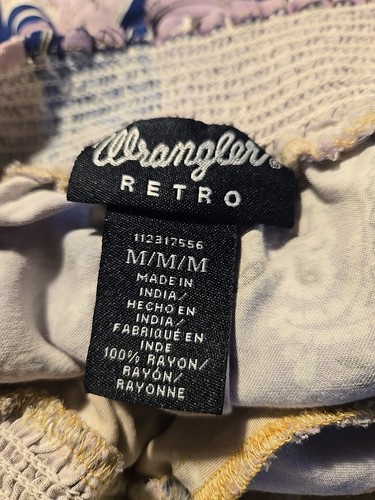 Wrangler®
RETRO
112317556
M/M/M
MADE IN
INDIA/
HECHO EN
INDIA/
FABRIQUÉ EN
INDE
100% RAYON/
RAYÓN/
RAYONNE